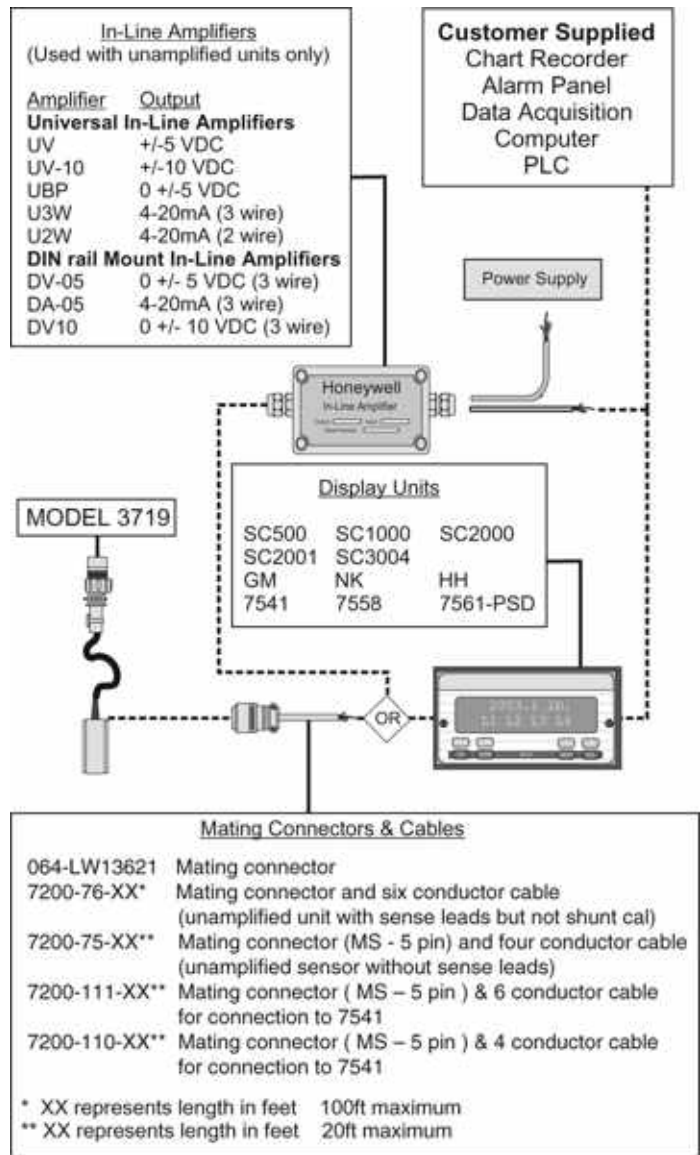 In-Line Amplifiers
(Used with unamplified units only)
Amplifier Output
Universal In-Line Amplifiers
UV +/-5 VDC
UV-10 +/-10 VDC
UBP 0 +/-5 VDC
U3W 4-20mA (3 wire)
U2W 4-20mA (2 wire)
DIN rail Mount In-Line Amplifiers
DV-05 0 +/- 5 VDC (3 wire)
DA-05 4-20mA (3 wire)
DV10 0 +/- 10 VDC (3 wire)
Customer Supplied
Chart Recorder
Alarm Panel
Data Acquisition
Computer
PLC
Power Supply
Honeywell
In-Line Amplifier
Display Units
SC500 SC1000 SC2000
SC2001 SC3004
GM NK HH
7541 7558 7561-PSD
MODEL 3719
OR
Mating Connectors & Cables
064-LW13621 Mating connector
7200-76-XX* Mating connector and six conductor cable
(unamplified unit with sense leads but not shunt cal)
7200-75-XX** Mating connector (MS - 5 pin) and four conductor cable
(unamplified sensor without sense leads)
7200-111-XX** Mating connector ( MS – 5 pin ) & 6 conductor cable
for connection to 7541
7200-110-XX** Mating connector ( MS – 5 pin ) & 4 conductor cable
for connection to 7541
* XX represents length in feet 100ft maximum
** XX represents length in feet 20ft maximum